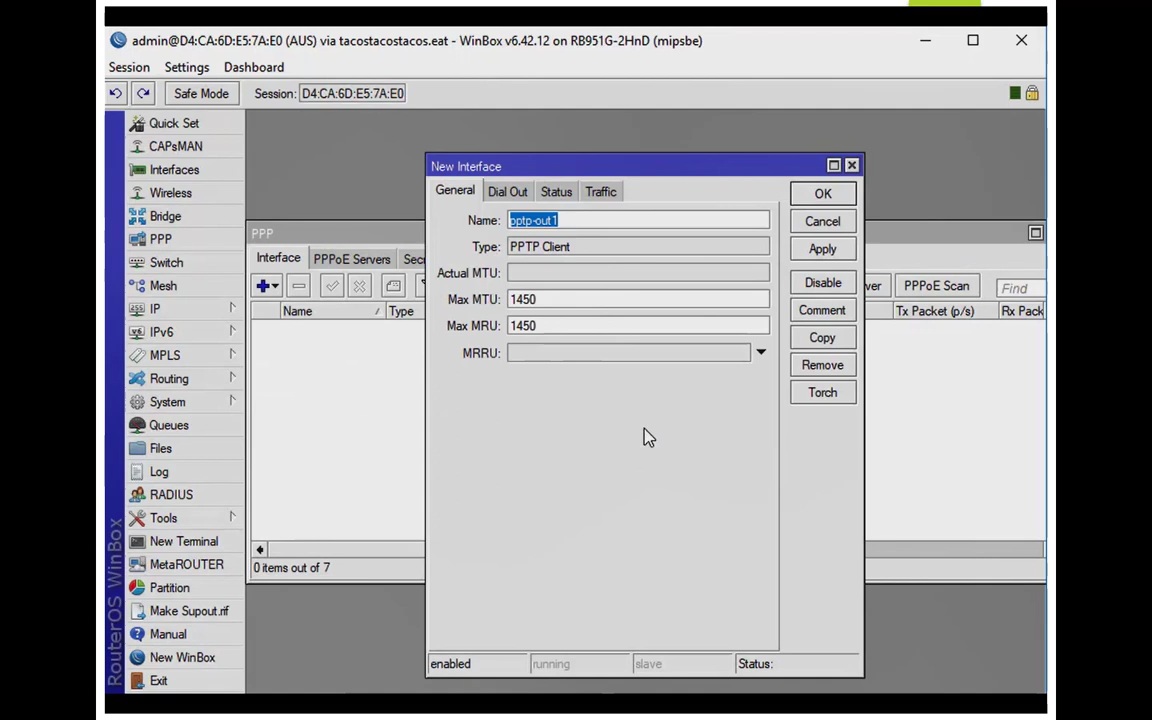 admin@D4:CA:6D:E5:7A:E0 (AUS) via tacostacostacos.eat - WinBox v6.42.12 on RB951G-2HnD (mipsbe)
Session Settings Dashboard
Safe Mode Session: D4:CA:6D:E5:7A:E0
Quick Set
CAPsMAN
Interfaces
Wireless
Bridge
PPP
Switch
Mesh
IP
IPv6
MPLS
Routing
System
Queues
Files
Log
RADIUS
Tools
New Terminal
MetaROUTER
Partition
Make Supout.rif
Manual
New WinBox
Exit
RouterOS WinBox
PPP
Interface PPPoE Servers Sec
ver PPPoE Scan Find
Name / Type Tx Packet (p/s) Rx Pack
0 items out of 7
New Interface
General Dial Out Status Traffic
Name: pptp-out1
Type: PPTP Client
Actual MTU:
Max MTU: 1450
Max MRU: 1450
MRRU:
OK
Cancel
Apply
Disable
Comment
Copy
Remove
Torch
enabled running slave Status: